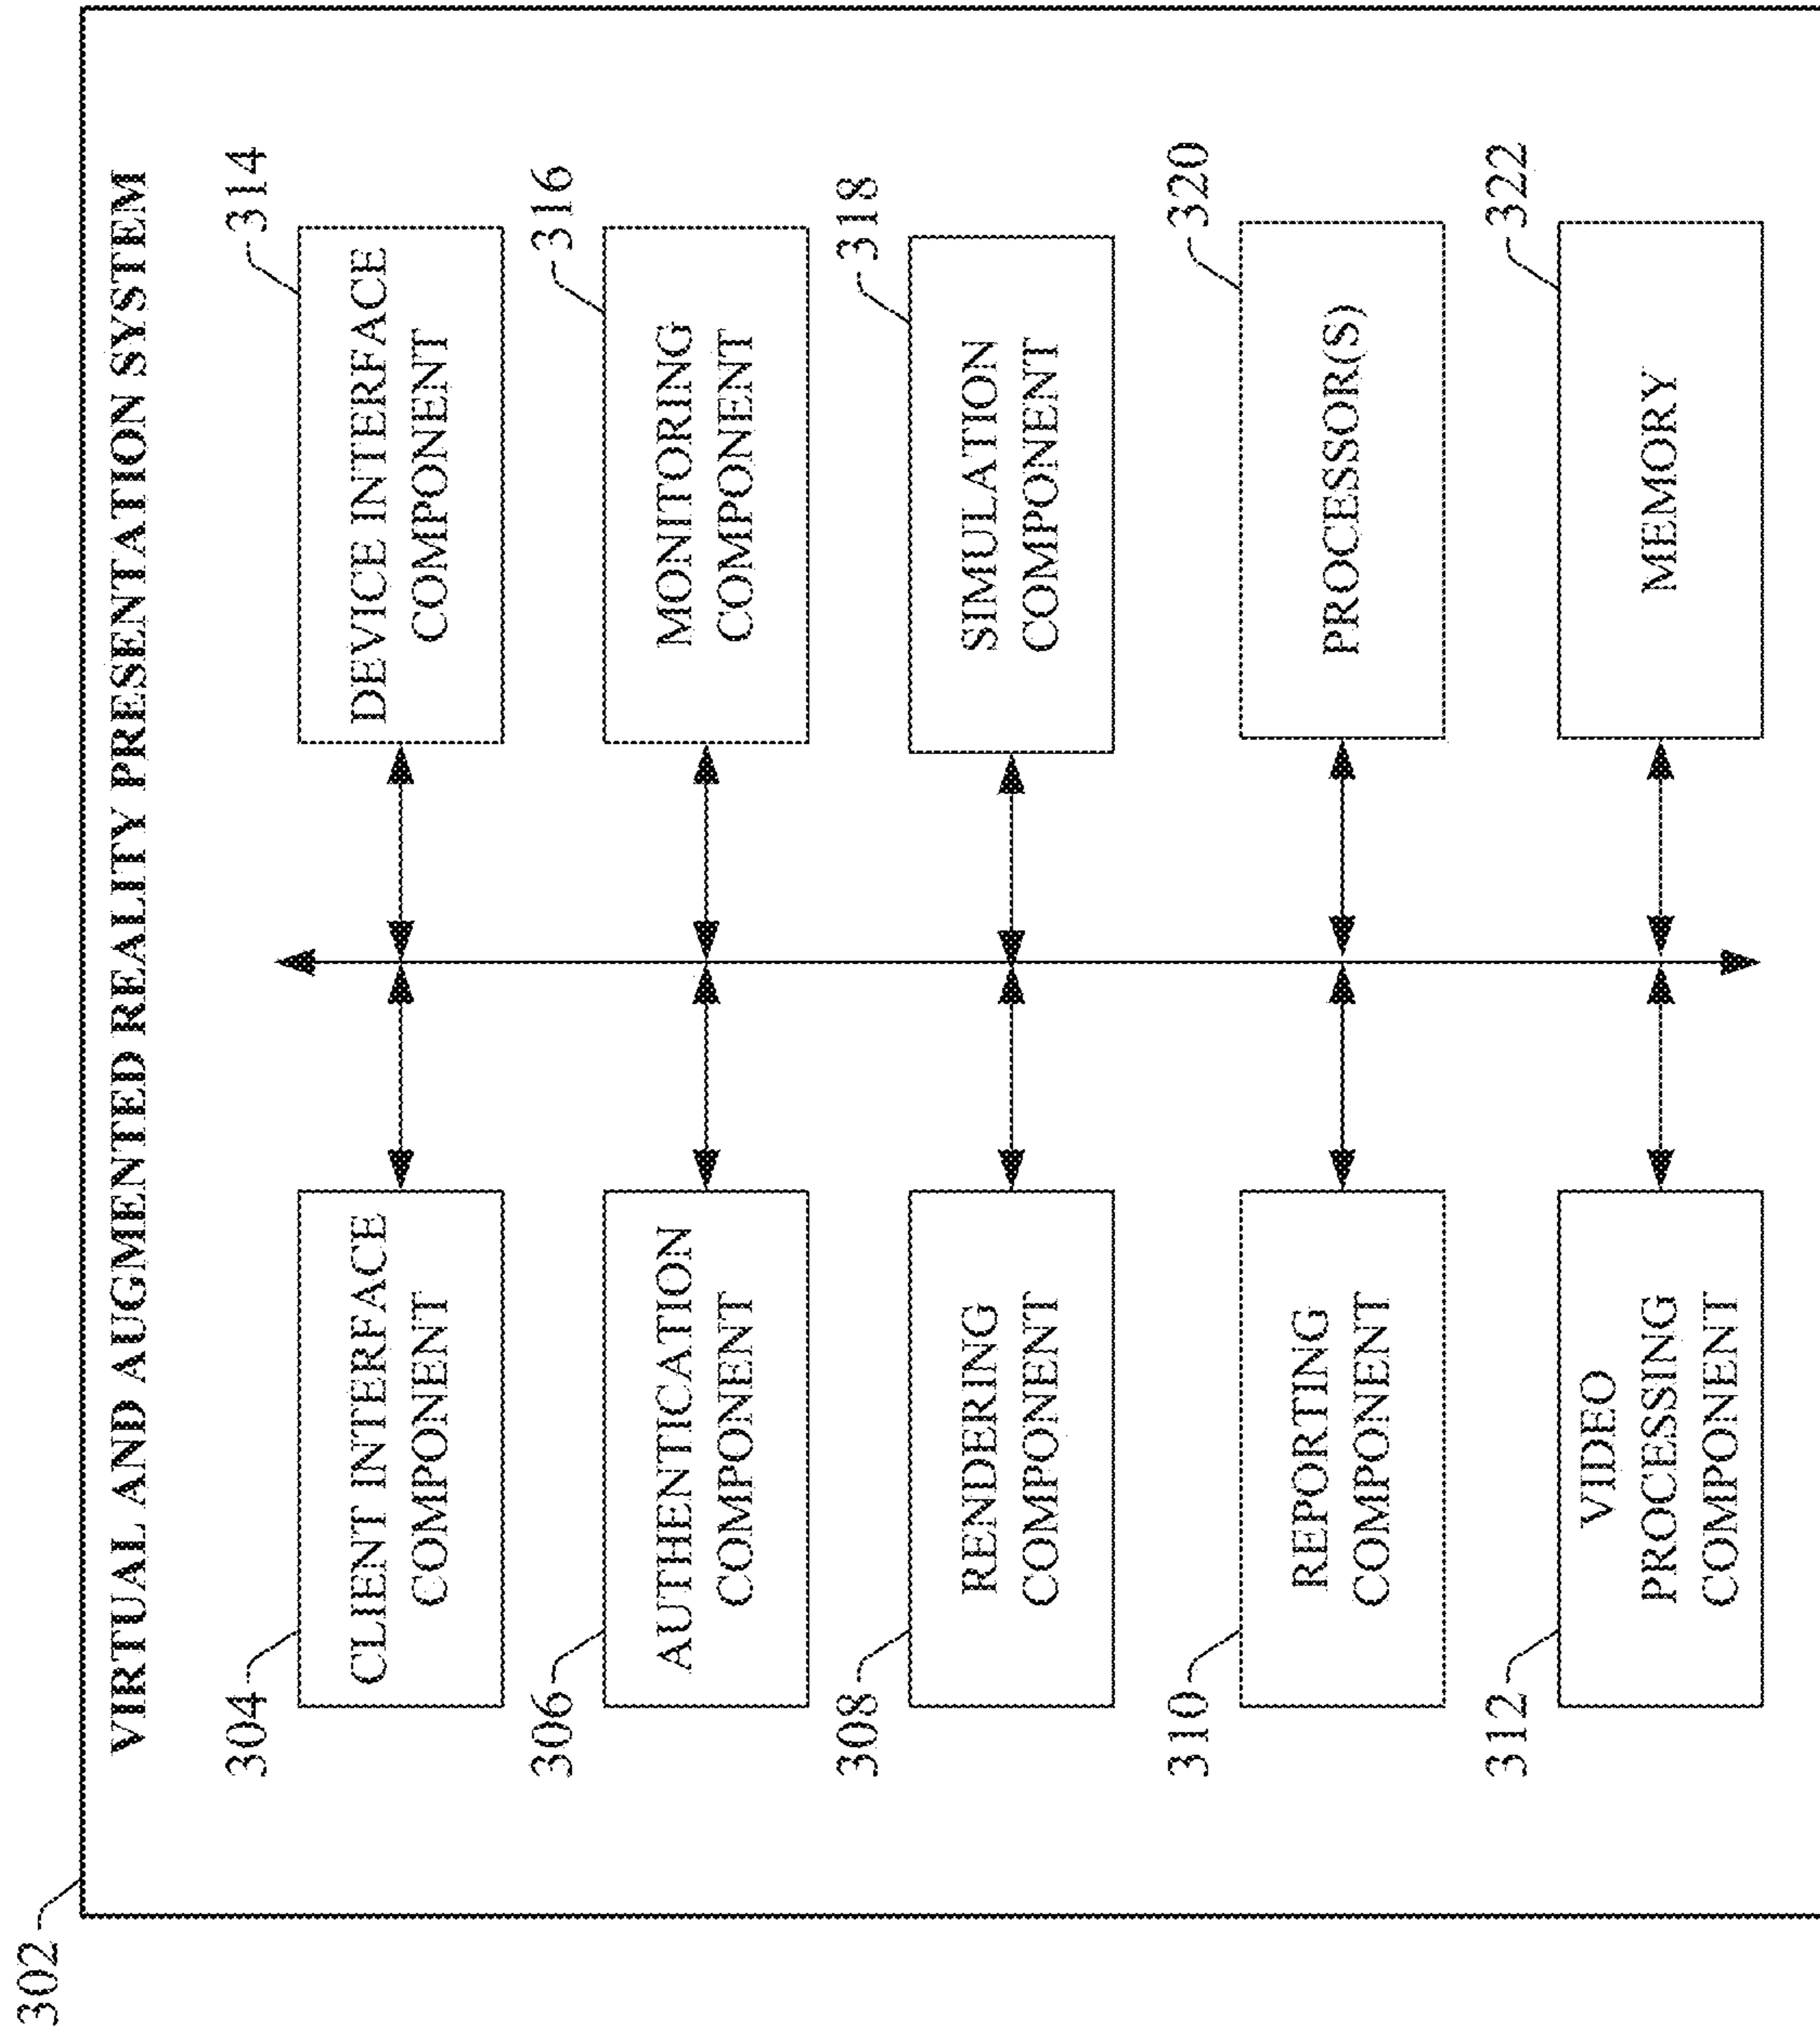 302
VIRTUAL AND AUGMENTED REALITY PRESENTATION SYSTEM
304
CLIENT INTERFACE
COMPONENT
314
DEVICE INTERFACE
COMPONENT
306
AUTHENTICATION
COMPONENT
316
MONITORING
COMPONENT
308
RENDERING
COMPONENT
318
SIMULATION
COMPONENT
310
REPORTING
COMPONENT
320
PROCESSOR(S)
312
VIDEO
PROCESSING
COMPONENT
322
MEMORY